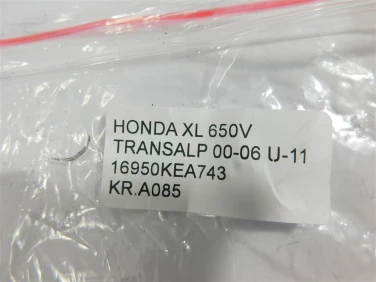 HONDA XL 650V
TRANSALP 00-06 U-11
16950KEA743
KR.A085